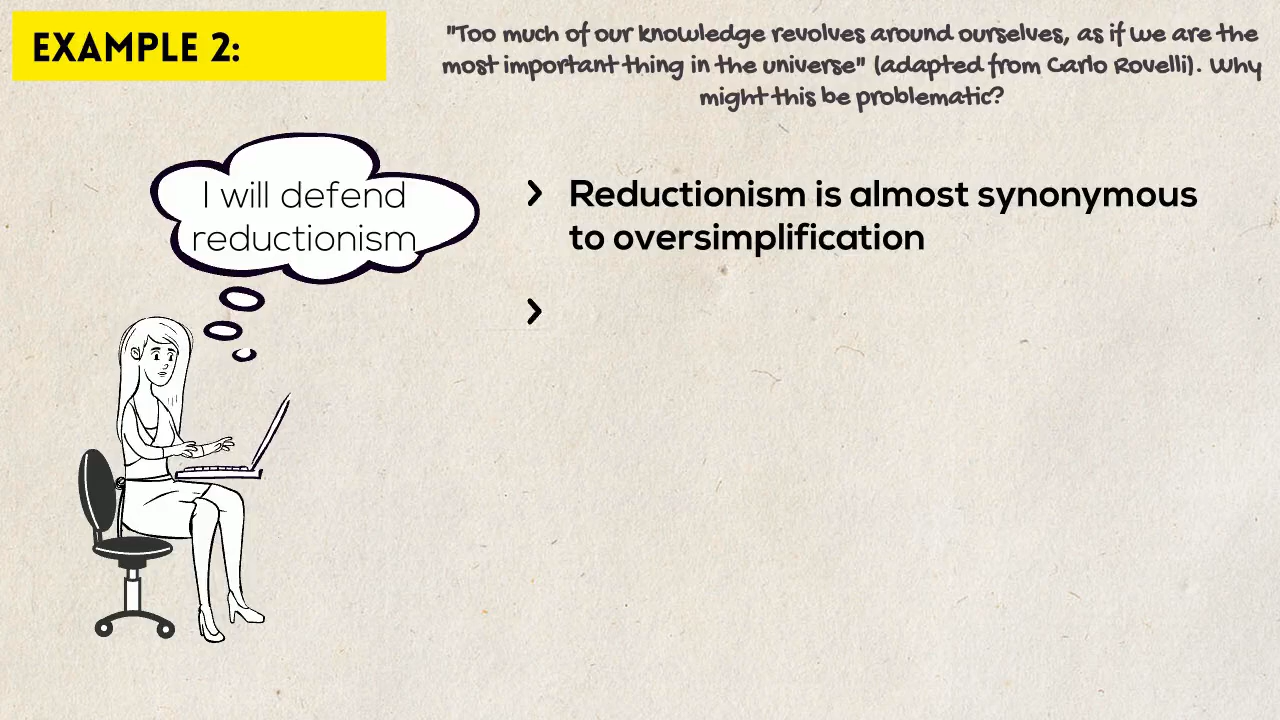 EXAMPLE 2:
"Too much of our knowledge revolves around ourselves, as if we are the
most important thing in the universe" (adapted from Carlo Rovelli). Why
might this be problematic?
I will defend
reductionism
› Reductionism is almost synonymous
to oversimplification
›